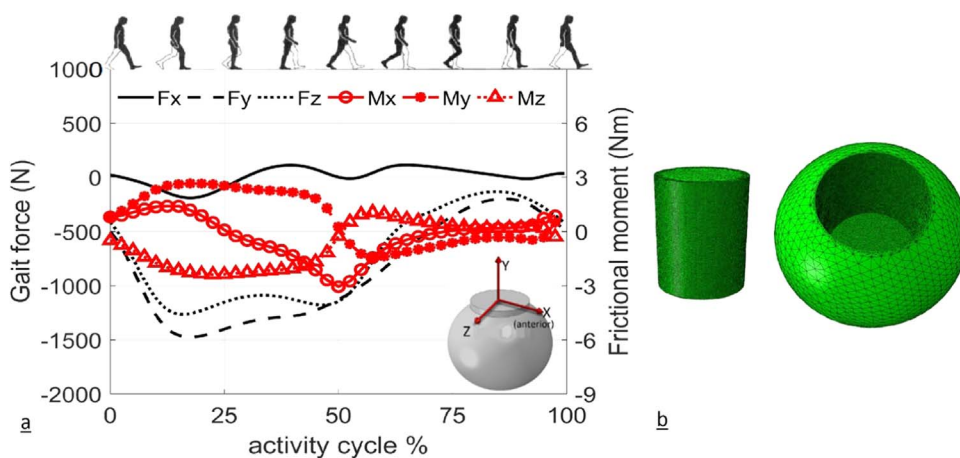 1000
500
0
-500
-1000
-1500
-2000
Gait force (N)
Fx Fy Fz Mx My Mz
6
3
0
-3
-6
-9
Frictional moment (Nm)
Y
X
(anterior)
Z
0 25 50 75 100
activity cycle %
a
b